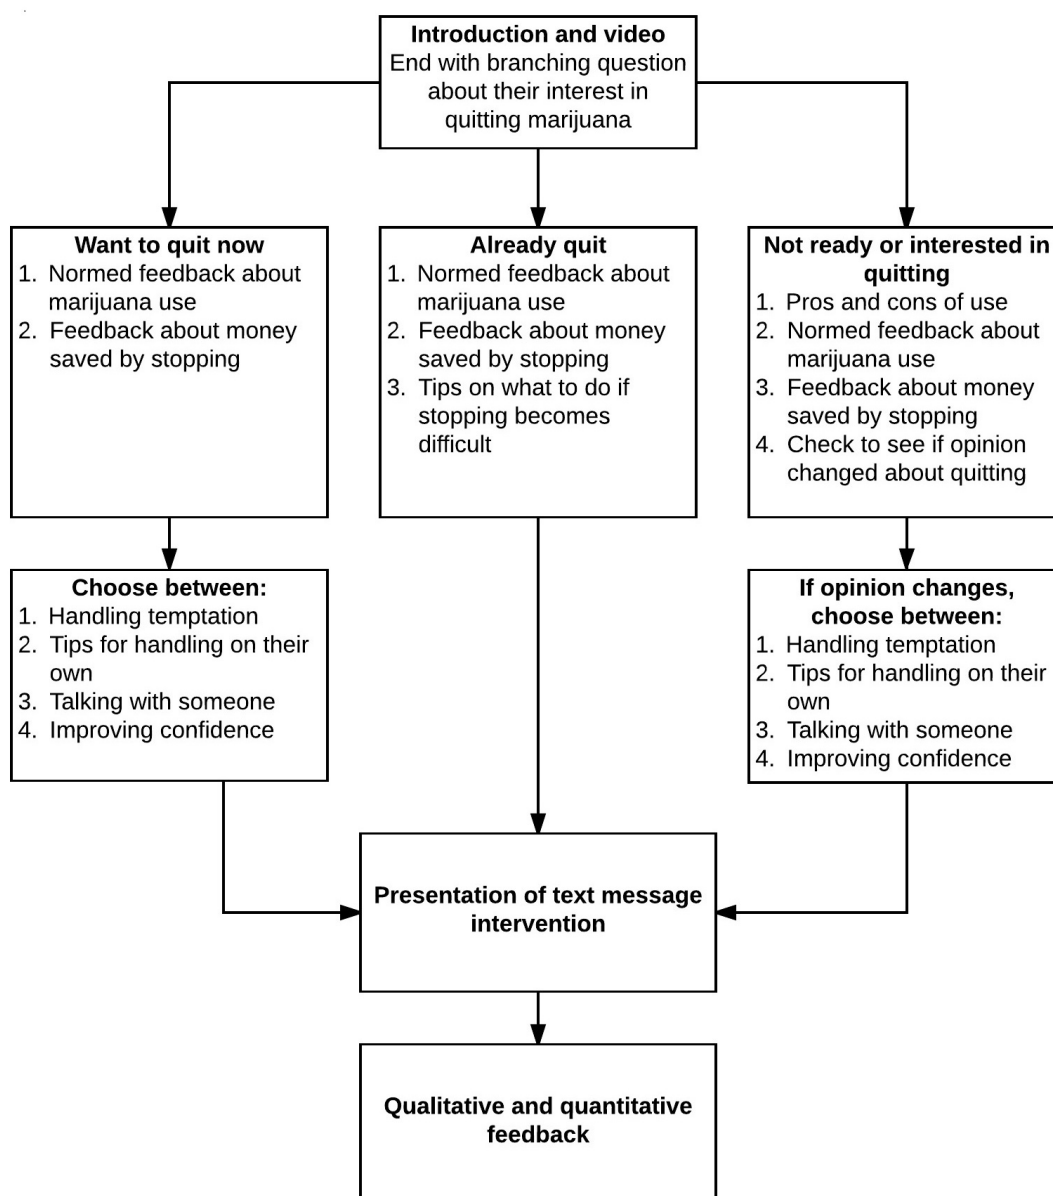 Introduction and video
End with branching question
about their interest in
quitting marijuana
Want to quit now
1. Normed feedback about
marijuana use
2. Feedback about money
saved by stopping
Already quit
1. Normed feedback about
marijuana use
2. Feedback about money
saved by stopping
3. Tips on what to do if
stopping becomes
difficult
Not ready or interested in
quitting
1. Pros and cons of use
2. Normed feedback about
marijuana use
3. Feedback about money
saved by stopping
4. Check to see if opinion
changed about quitting
Choose between:
1. Handling temptation
2. Tips for handling on their
own
3. Talking with someone
4. Improving confidence
If opinion changes,
choose between:
1. Handling temptation
2. Tips for handling on their
own
3. Talking with someone
4. Improving confidence
Presentation of text message
intervention
Qualitative and quantitative
feedback